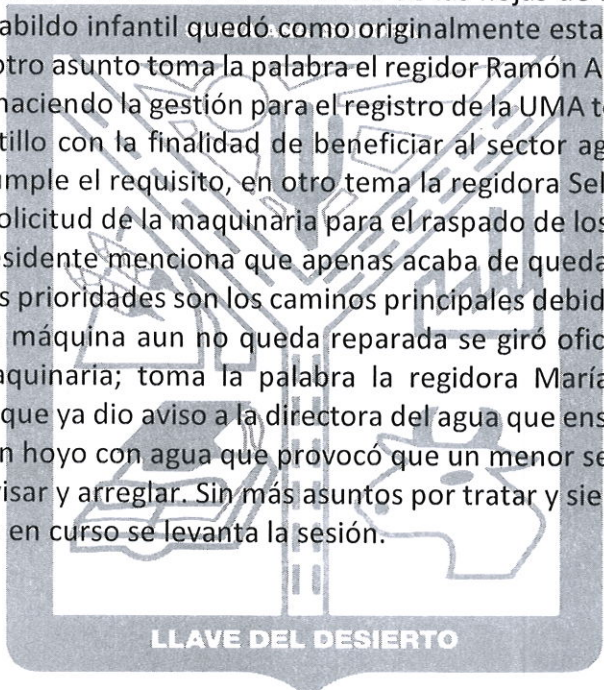 abildo infantil quedó como originalmente esta
otro asunto toma la palabra el regidor Ramón A
haciendo la gestión para el registro de la UMA t
tillo con la finalidad de beneficiar al sector ag
umple el requisito, en otro tema la regidora Sel
olicitud de la maquinaria para el raspado de los
esidente menciona que apenas acaba de queda
s prioridades son los caminos principales debid
máquina aun no queda reparada se giró ofic
aquinaria; toma la palabra la regidora María
que ya dio aviso a la directora del agua que ens
n hoyo con agua que provocó que un menor se
isar y arreglar. Sin más asuntos por tratar y sie
en curso se levanta la sesión.
LLAVE DEL DESIERTO